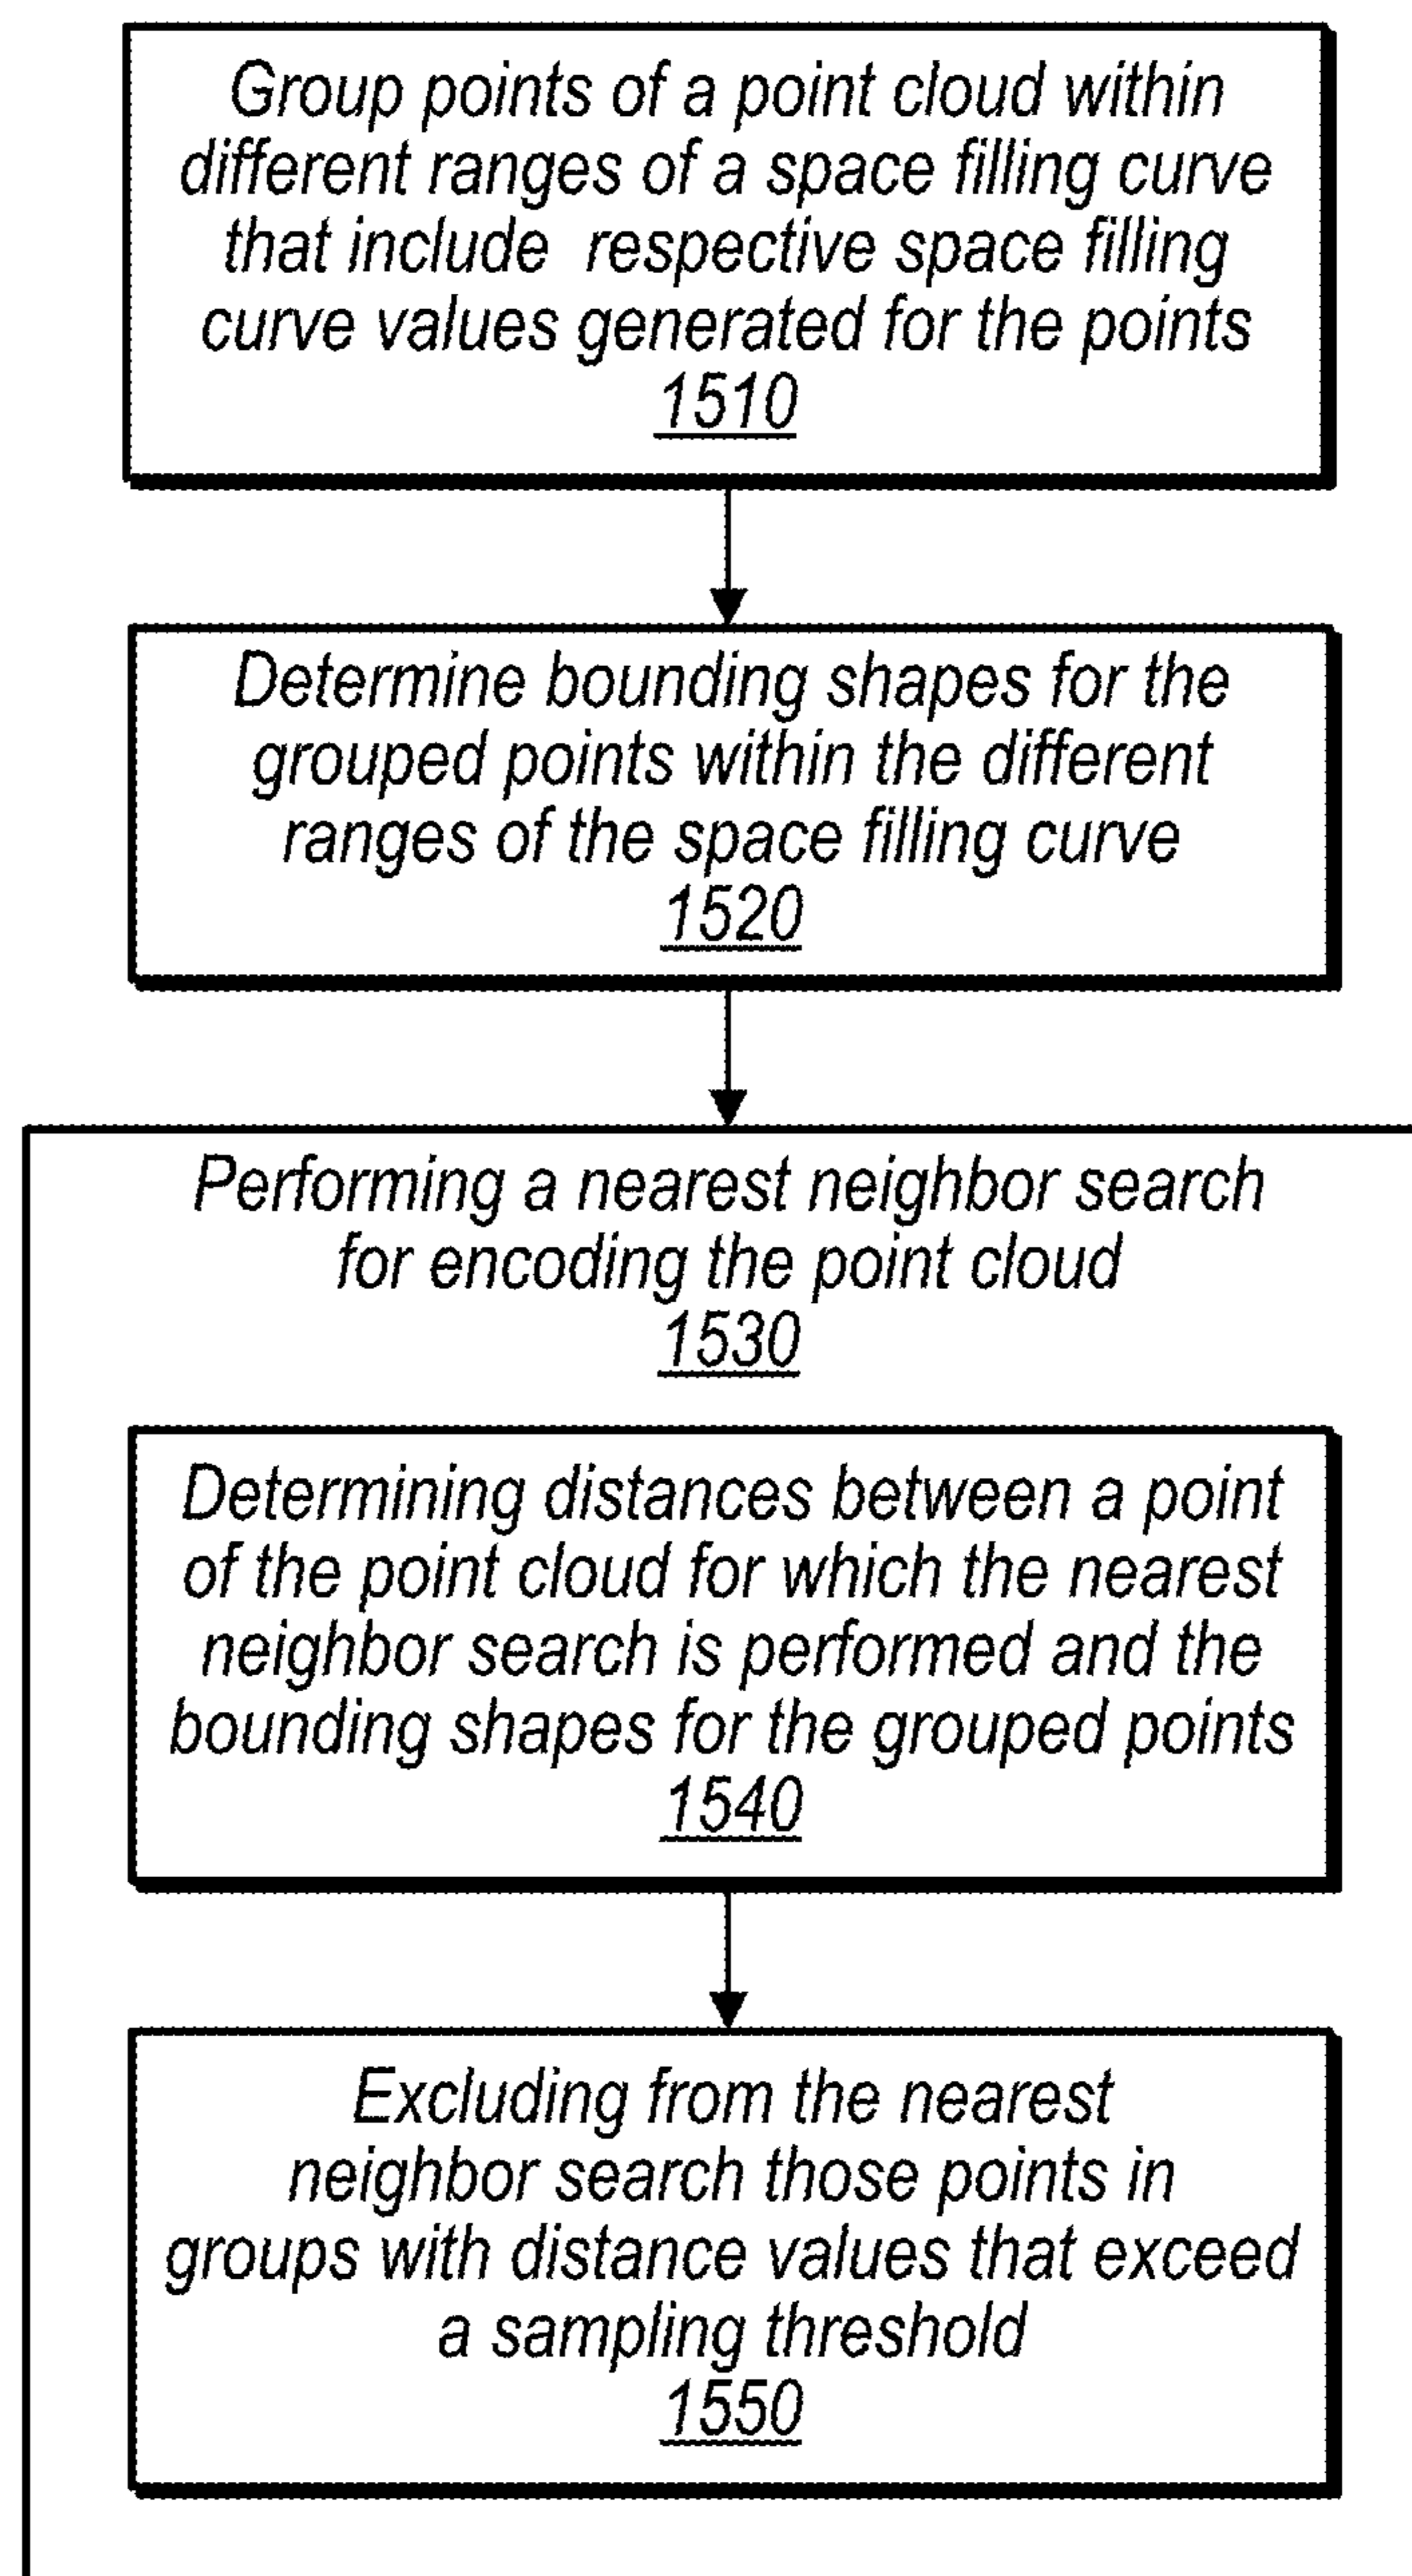 Group points of a point cloud within
different ranges of a space filling curve
that include respective space filling
curve values generated for the points
1510
Determine bounding shapes for the
grouped points within the different
ranges of the space filling curve
1520
Performing a nearest neighbor search
for encoding the point cloud
1530
Determining distances between a point
of the point cloud for which the nearest
neighbor search is performed and the
bounding shapes for the grouped points
1540
Excluding from the nearest
neighbor search those points in
groups with distance values that exceed
a sampling threshold
1550